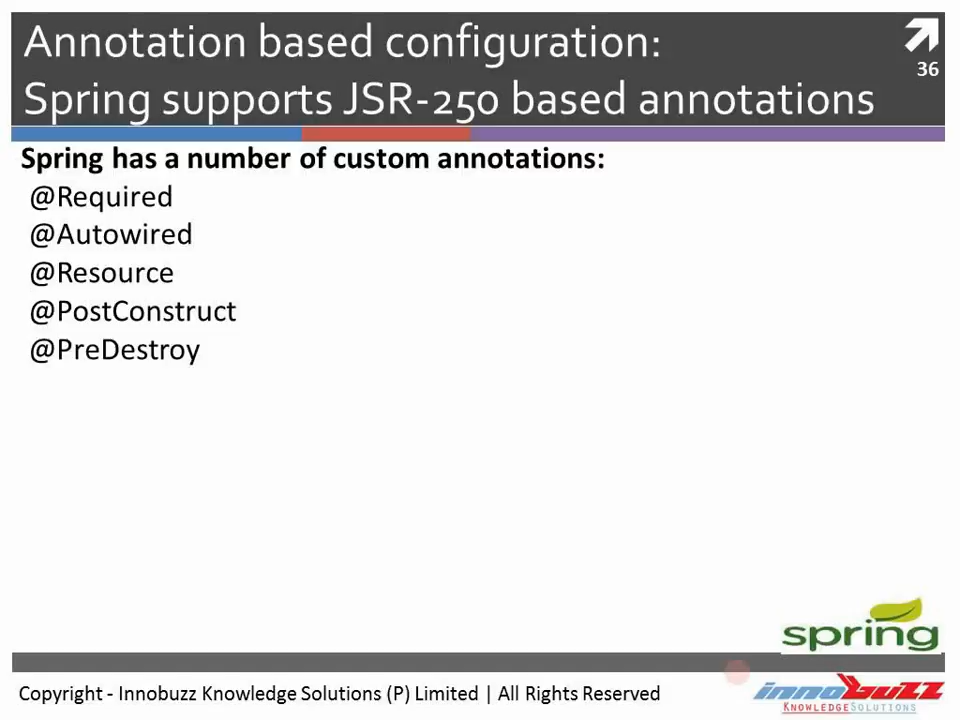 Annotation based configuration:
36
Spring supports JSR-250 based annotations
Spring has a number of custom annotations:
@Required
@Autowired
@Resource
@PostConstruct
@PreDestroy
spring
Copyright - Innobuzz Knowledge Solutions (P) Limited | All Rights Reserved
innobuzz
KNOWLEDGESOLUTIONS